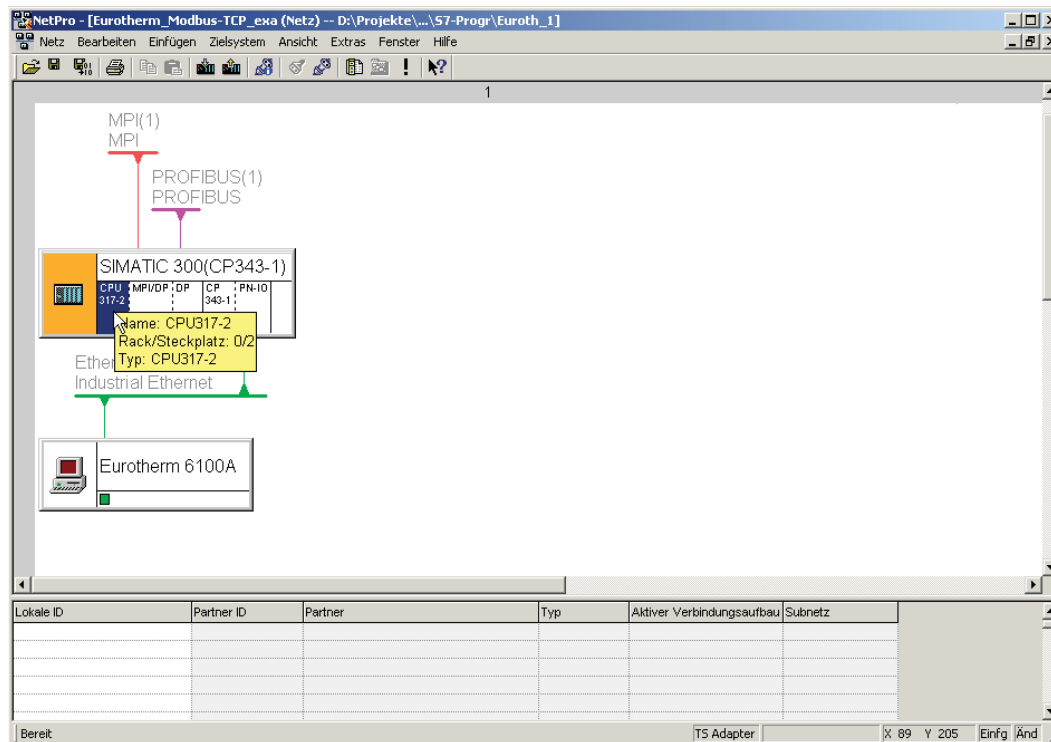 NetPro - [Eurotherm_Modbus-TCP_exa (Netz) -- D:\Projekte\...\S7-Progr\Euroth_1]
Netz Bearbeiten Einfügen Zielsystem Ansicht Extras Fenster Hilfe
1
MPI(1)
MPI
PROFIBUS(1)
PROFIBUS
SIMATIC 300(CP343-1)
CPU 317-2
MPI/DP
DP
CP 343-1
PN-IO
Name: CPU317-2
Rack/Steckplatz: 0/2
Typ: CPU317-2
Industrial Ethernet
Eurotherm 6100A
Lokale ID Partner ID Partner Typ Aktiver Verbindungsaufbau Subnetz
Bereit TS Adapter X 89 Y 205 Einfg Änd